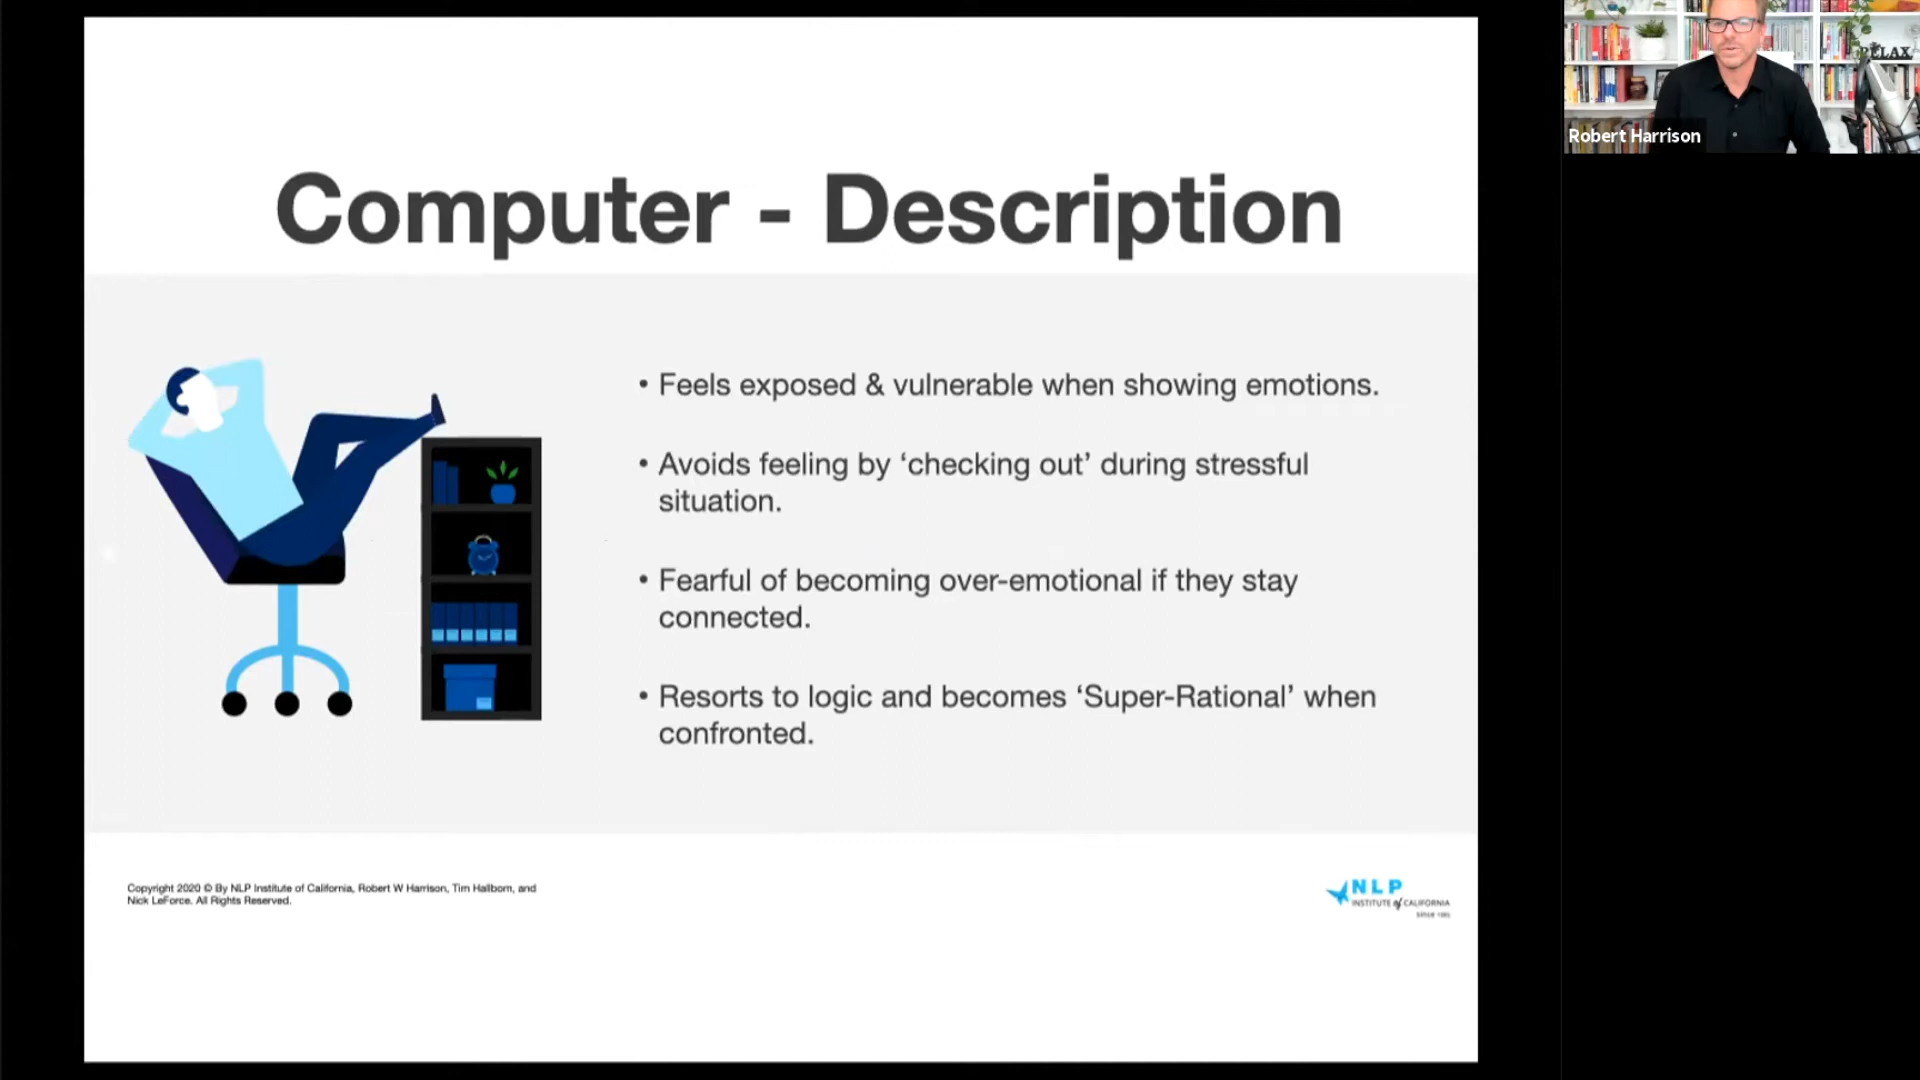 RELAX
Robert Harrison
Computer - Description
• Feels exposed & vulnerable when showing emotions.
• Avoids feeling by ‘checking out’ during stressful
situation.
• Fearful of becoming over-emotional if they stay
connected.
• Resorts to logic and becomes ‘Super-Rational’ when
confronted.
Copyright 2020 © By NLP Institute of California, Robert W Harrison, Tim Hallbom, and
Nick LeForce. All Rights Reserved.
NLP
INSTITUTE of CALIFORNIA